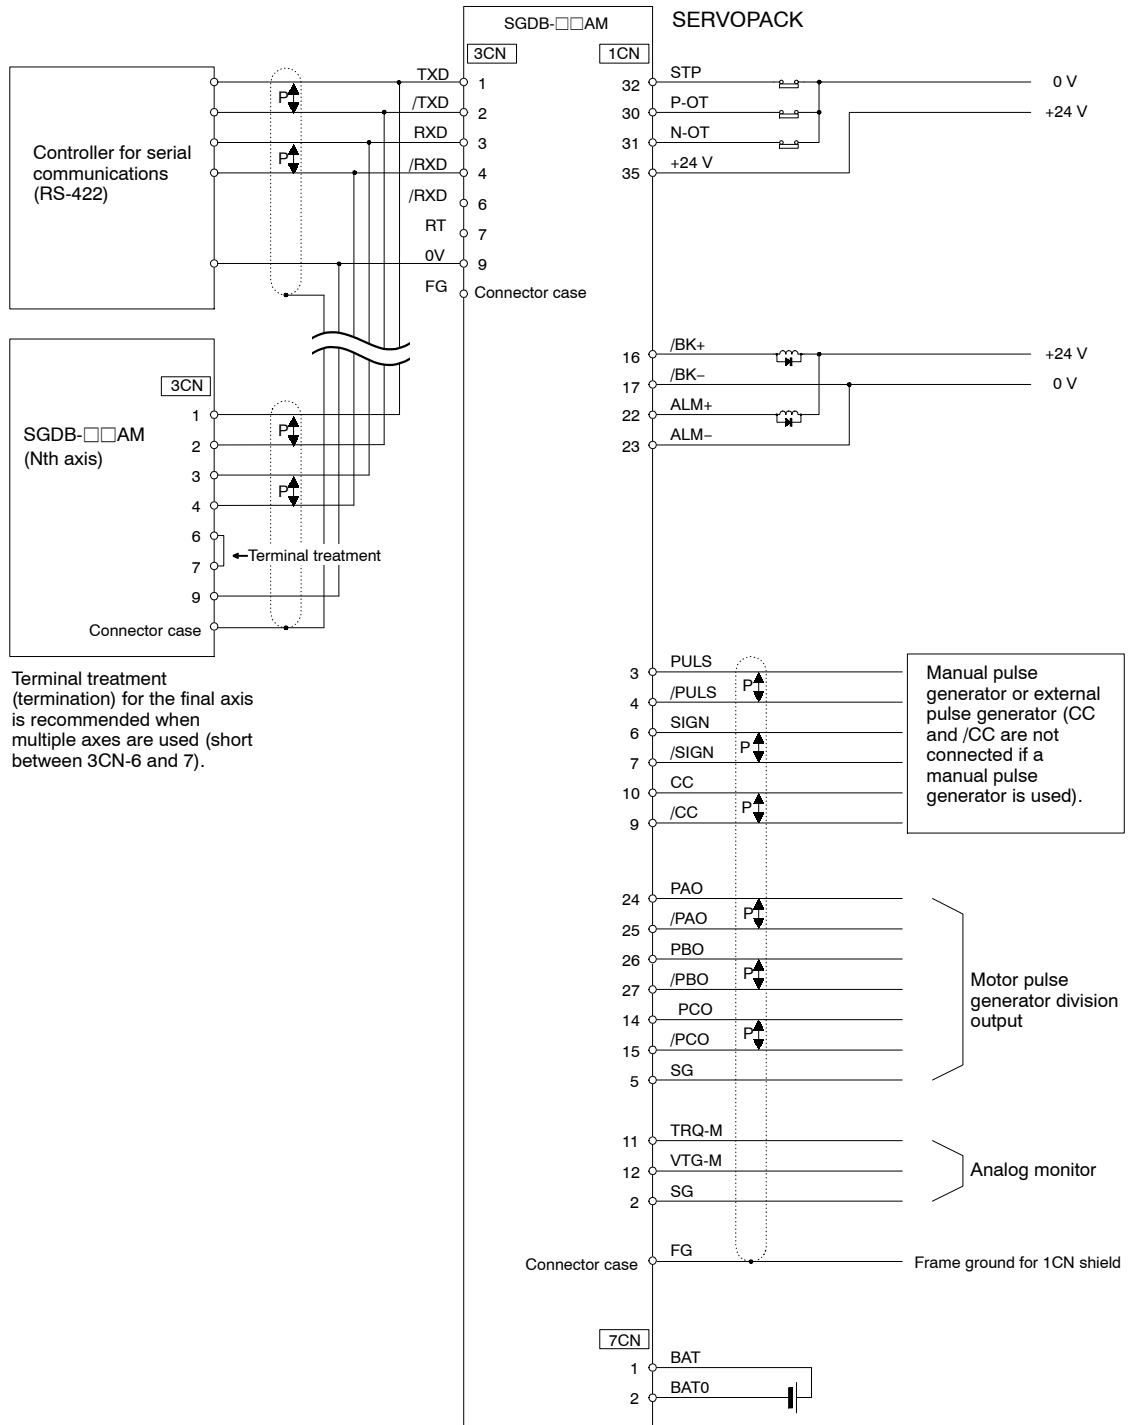 SGDB-□□AM
SERVOPACK
3CN
1CN
Controller for serial
communications
(RS-422)
P
P
TXD
1
/TXD
2
RXD
3
/RXD
4
/RXD
6
RT
7
0V
9
FG
Connector case
32
STP
0 V
30
P-OT
+24 V
31
N-OT
35
+24 V
16
/BK+
+24 V
17
/BK−
0 V
22
ALM+
23
ALM−
3CN
SGDB-□□AM
(Nth axis)
1
2
3
4
6
7
9
P
P
Terminal treatment
Connector case
Terminal treatment
(termination) for the final axis
is recommended when
multiple axes are used (short
between 3CN-6 and 7).
3
PULS
P
4
/PULS
6
SIGN
P
7
/SIGN
10
CC
P
9
/CC
Manual pulse
generator or external
pulse generator (CC
and /CC are not
connected if a
manual pulse
generator is used).
24
PAO
P
25
/PAO
26
PBO
P
27
/PBO
14
PCO
P
15
/PCO
5
SG
Motor pulse
generator division
output
11
TRQ-M
12
VTG-M
2
SG
Analog monitor
Connector case
FG
Frame ground for 1CN shield
7CN
1
BAT
2
BAT0